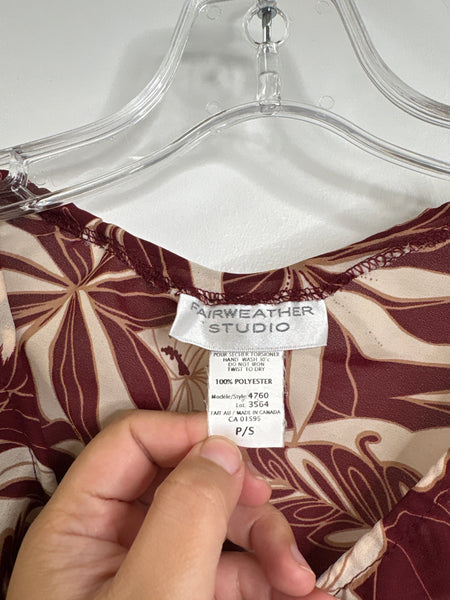 FAIRWEATHER
STUDIO
POUR SECHER TORSIONER
HAND WASH 30°c
DO NOT IRON
TWIST TO DRY
100% POLYESTER
Modèle/Style: 4760
Lot: 3564
FAIT AU / MADE IN CANADA
CA 01595
P/S